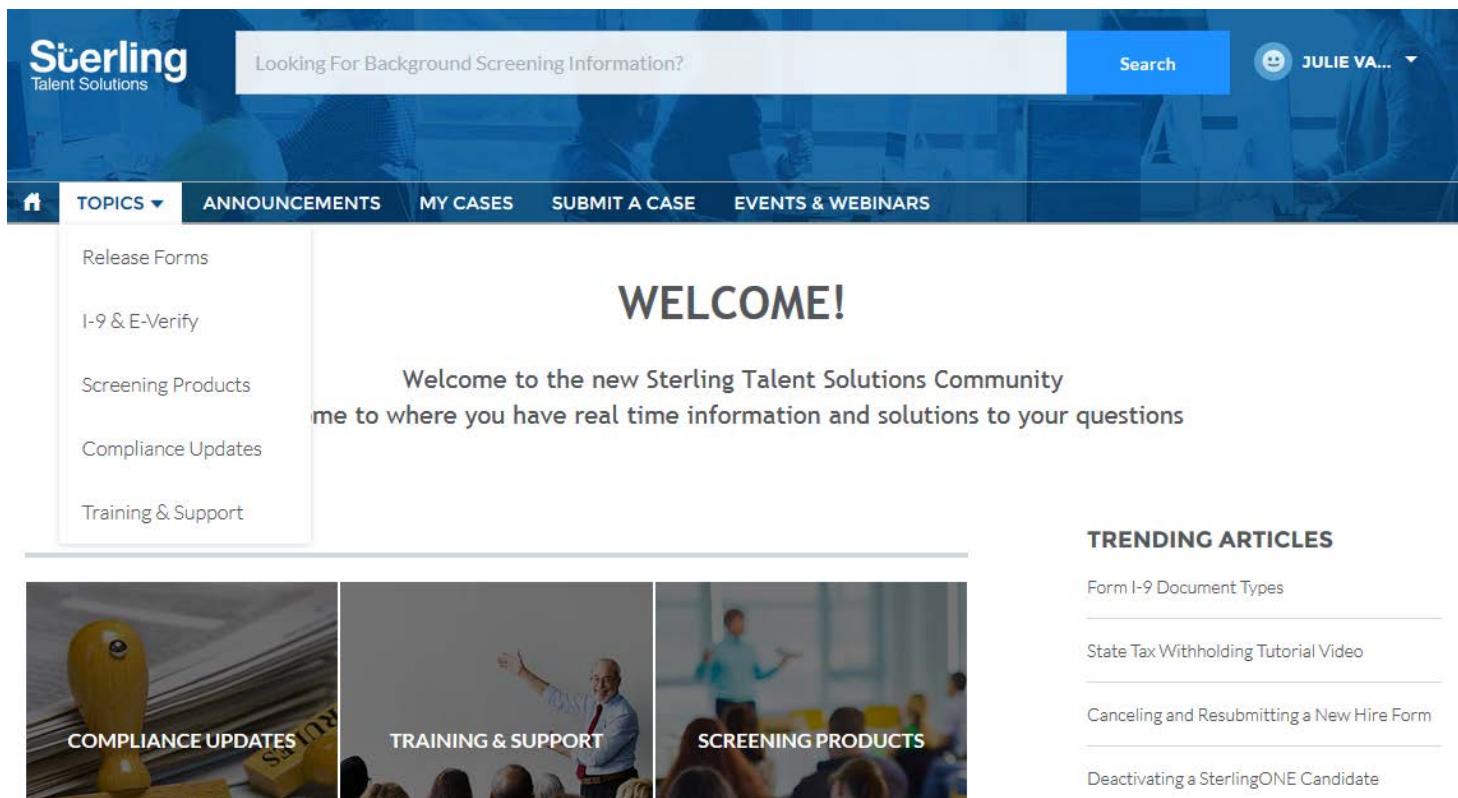 Sterling
Talent Solutions
Looking For Background Screening Information?
Search
JULIE VA...
TOPICS
ANNOUNCEMENTS
MY CASES
SUBMIT A CASE
EVENTS & WEBINARS
Release Forms
I-9 & E-Verify
Screening Products
Compliance Updates
Training & Support
WELCOME!
Welcome to the new Sterling Talent Solutions Community
me to where you have real time information and solutions to your questions
TRENDING ARTICLES
Form I-9 Document Types
State Tax Withholding Tutorial Video
Canceling and Resubmitting a New Hire Form
Deactivating a SterlingONE Candidate
RULES
COMPLIANCE UPDATES
TRAINING & SUPPORT
SCREENING PRODUCTS